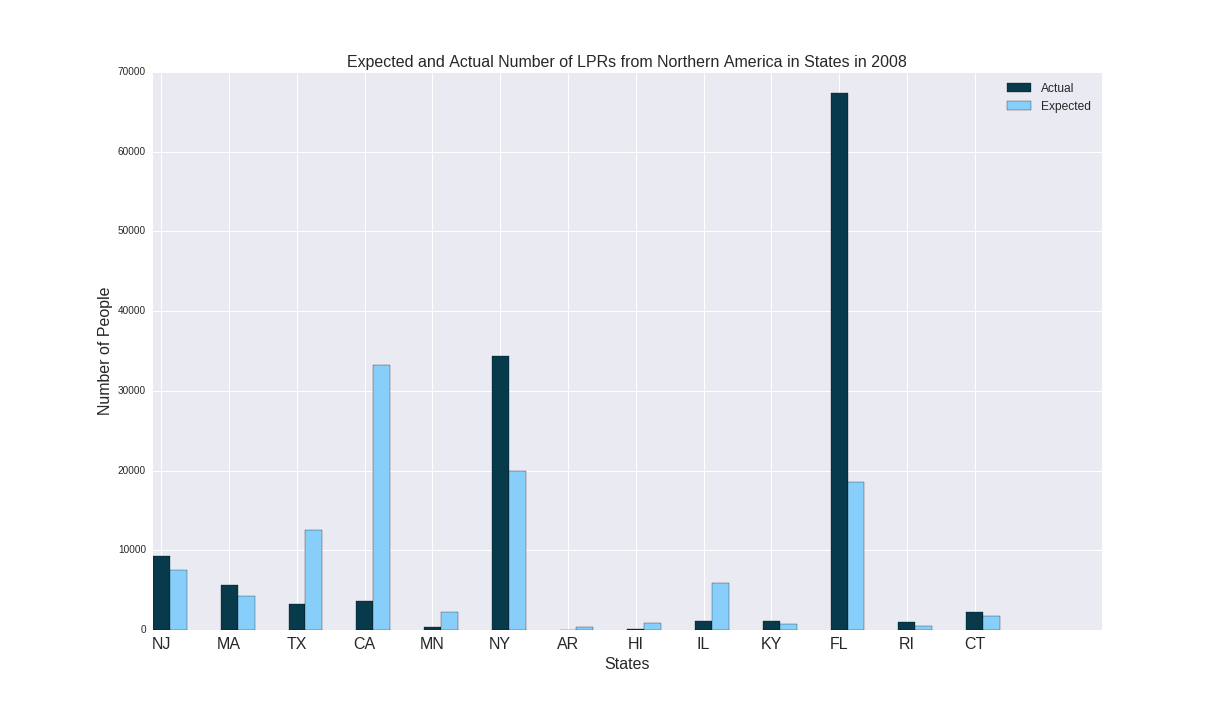 Expected and Actual Number of LPRs from Northern America in States in 2008
70000
60000
50000
40000
30000
20000
10000
0
Number of People
Actual
Expected
NJ MA TX CA MN NY AR HI IL KY FL RI CT
States